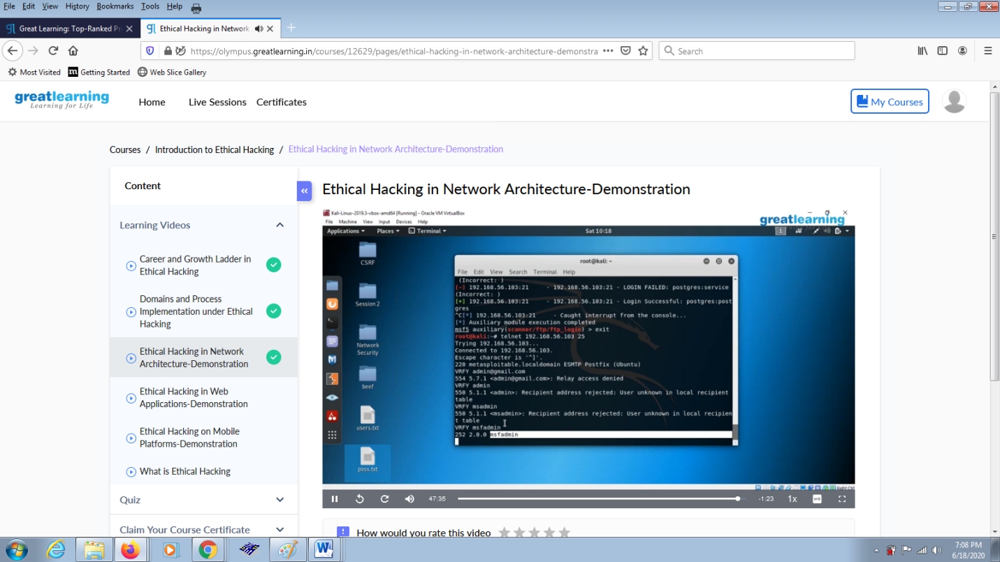 File Edit View History Bookmarks Tools Help
Great Learning: Top-Ranked Pr
Ethical Hacking in Network
https://olympus.greatlearning.in/courses/12629/pages/ethical-hacking-in-network-architecture-demonstra
Search
Most Visited Getting Started Web Slice Gallery
greatlearning
Learning for Life
Home Live Sessions Certificates
My Courses
Courses / Introduction to Ethical Hacking / Ethical Hacking in Network Architecture-Demonstration
Content
Learning Videos
Career and Growth Ladder in
Ethical Hacking
Domains and Process
Implementation under Ethical
Hacking
Ethical Hacking in Network
Architecture-Demonstration
Ethical Hacking in Web
Applications-Demonstration
Ethical Hacking on Mobile
Platforms-Demonstration
What is Ethical Hacking
Quiz
Claim Your Course Certificate
Ethical Hacking in Network Architecture-Demonstration
Kali-Linux-2019.3-vbox-amd64 [Running] - Oracle VM VirtualBox
File Machine View Input Devices Help
greatlearning
Applications Places Terminal Sat 10:18 1
CSRF
Session 2
Network
Security
beef
users.txt
pass.txt
root@kali: ~
File Edit View Search Terminal Help
(Incorrect: )
[-] 192.168.56.103:21 - 192.168.56.103:21 - LOGIN FAILED: postgres:service
(Incorrect: )
[+] 192.168.56.103:21 - 192.168.56.103:21 - Login Successful: postgres:post
gres
^C[*] 192.168.56.103:21 - Caught interrupt from the console...
[*] Auxiliary module execution completed
msf5 auxiliary(scanner/ftp/ftp_login) > exit
root@kali:~# telnet 192.168.56.103 25
Trying 192.168.56.103...
Connected to 192.168.56.103.
Escape character is '^]'.
220 metasploitable.localdomain ESMTP Postfix (Ubuntu)
VRFY admin@gmail.com
554 5.7.1 <admin@gmail.com>: Relay access denied
VRFY admin
550 5.1.1 <admin>: Recipient address rejected: User unknown in local recipient
table
VRFY msadmin
550 5.1.1 <msadmin>: Recipient address rejected: User unknown in local recipien
t table
VRFY msfadmin
252 2.0.0 msfadmin
Right Ctrl
47:35 -1:23 1x HD
How would you rate this video
7:08 PM
6/18/2020